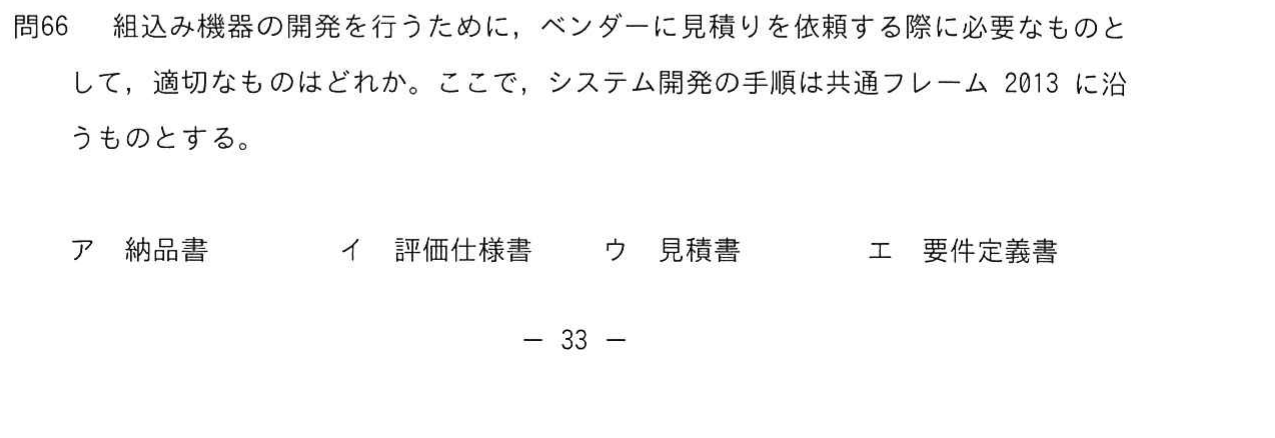 問66 組込み機器の開発を行うために，ベンダーに見積りを依頼する際に必要なものと
して，適切なものはどれか。ここで，システム開発の手順は共通フレーム 2013 に沿
うものとする。
ア 納品書 イ 評価仕様書 ウ 見積書 エ 要件定義書
－ 33 －